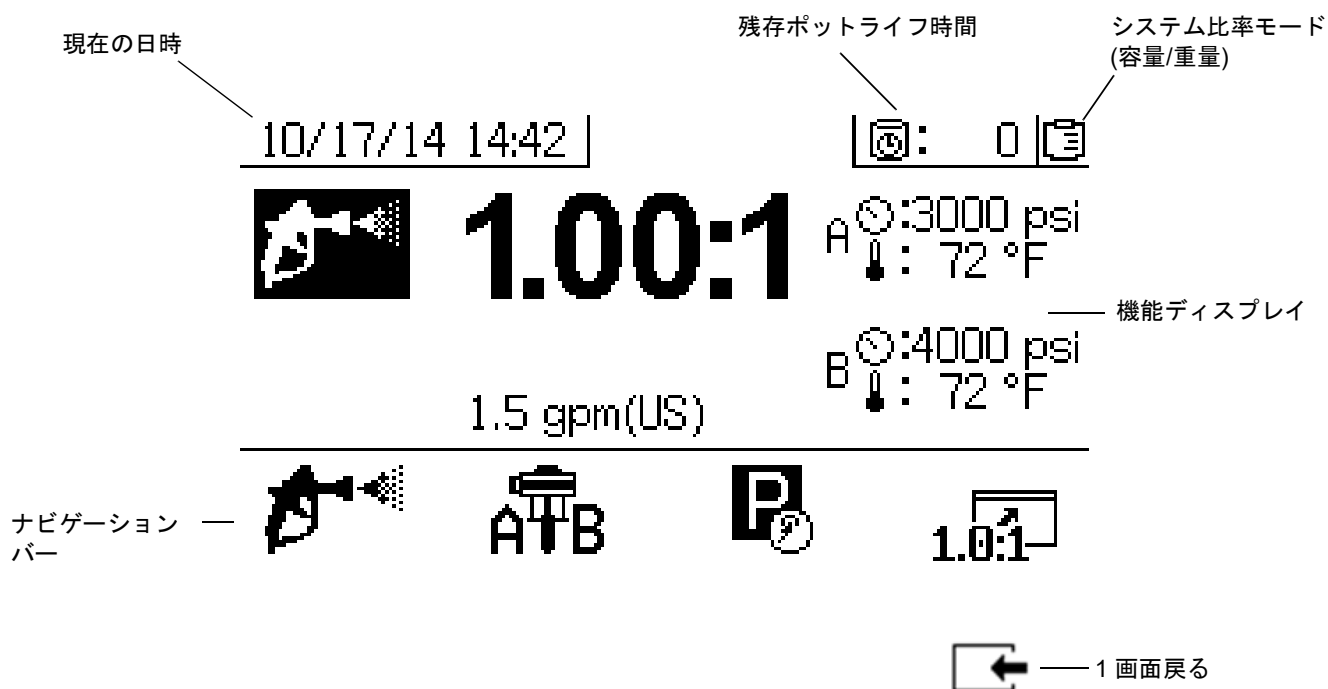 現在の日時
残存ポットライフ時間
システム比率モード
(容量/重量)
10/17/14 14:42
: 0
1.00:1
A :3000 psi
: 72 °F
機能ディスプレイ
B :4000 psi
: 72 °F
1.5 gpm(US)
ナビゲーション
バー
A B
P
1.0:1
1 画面戻る